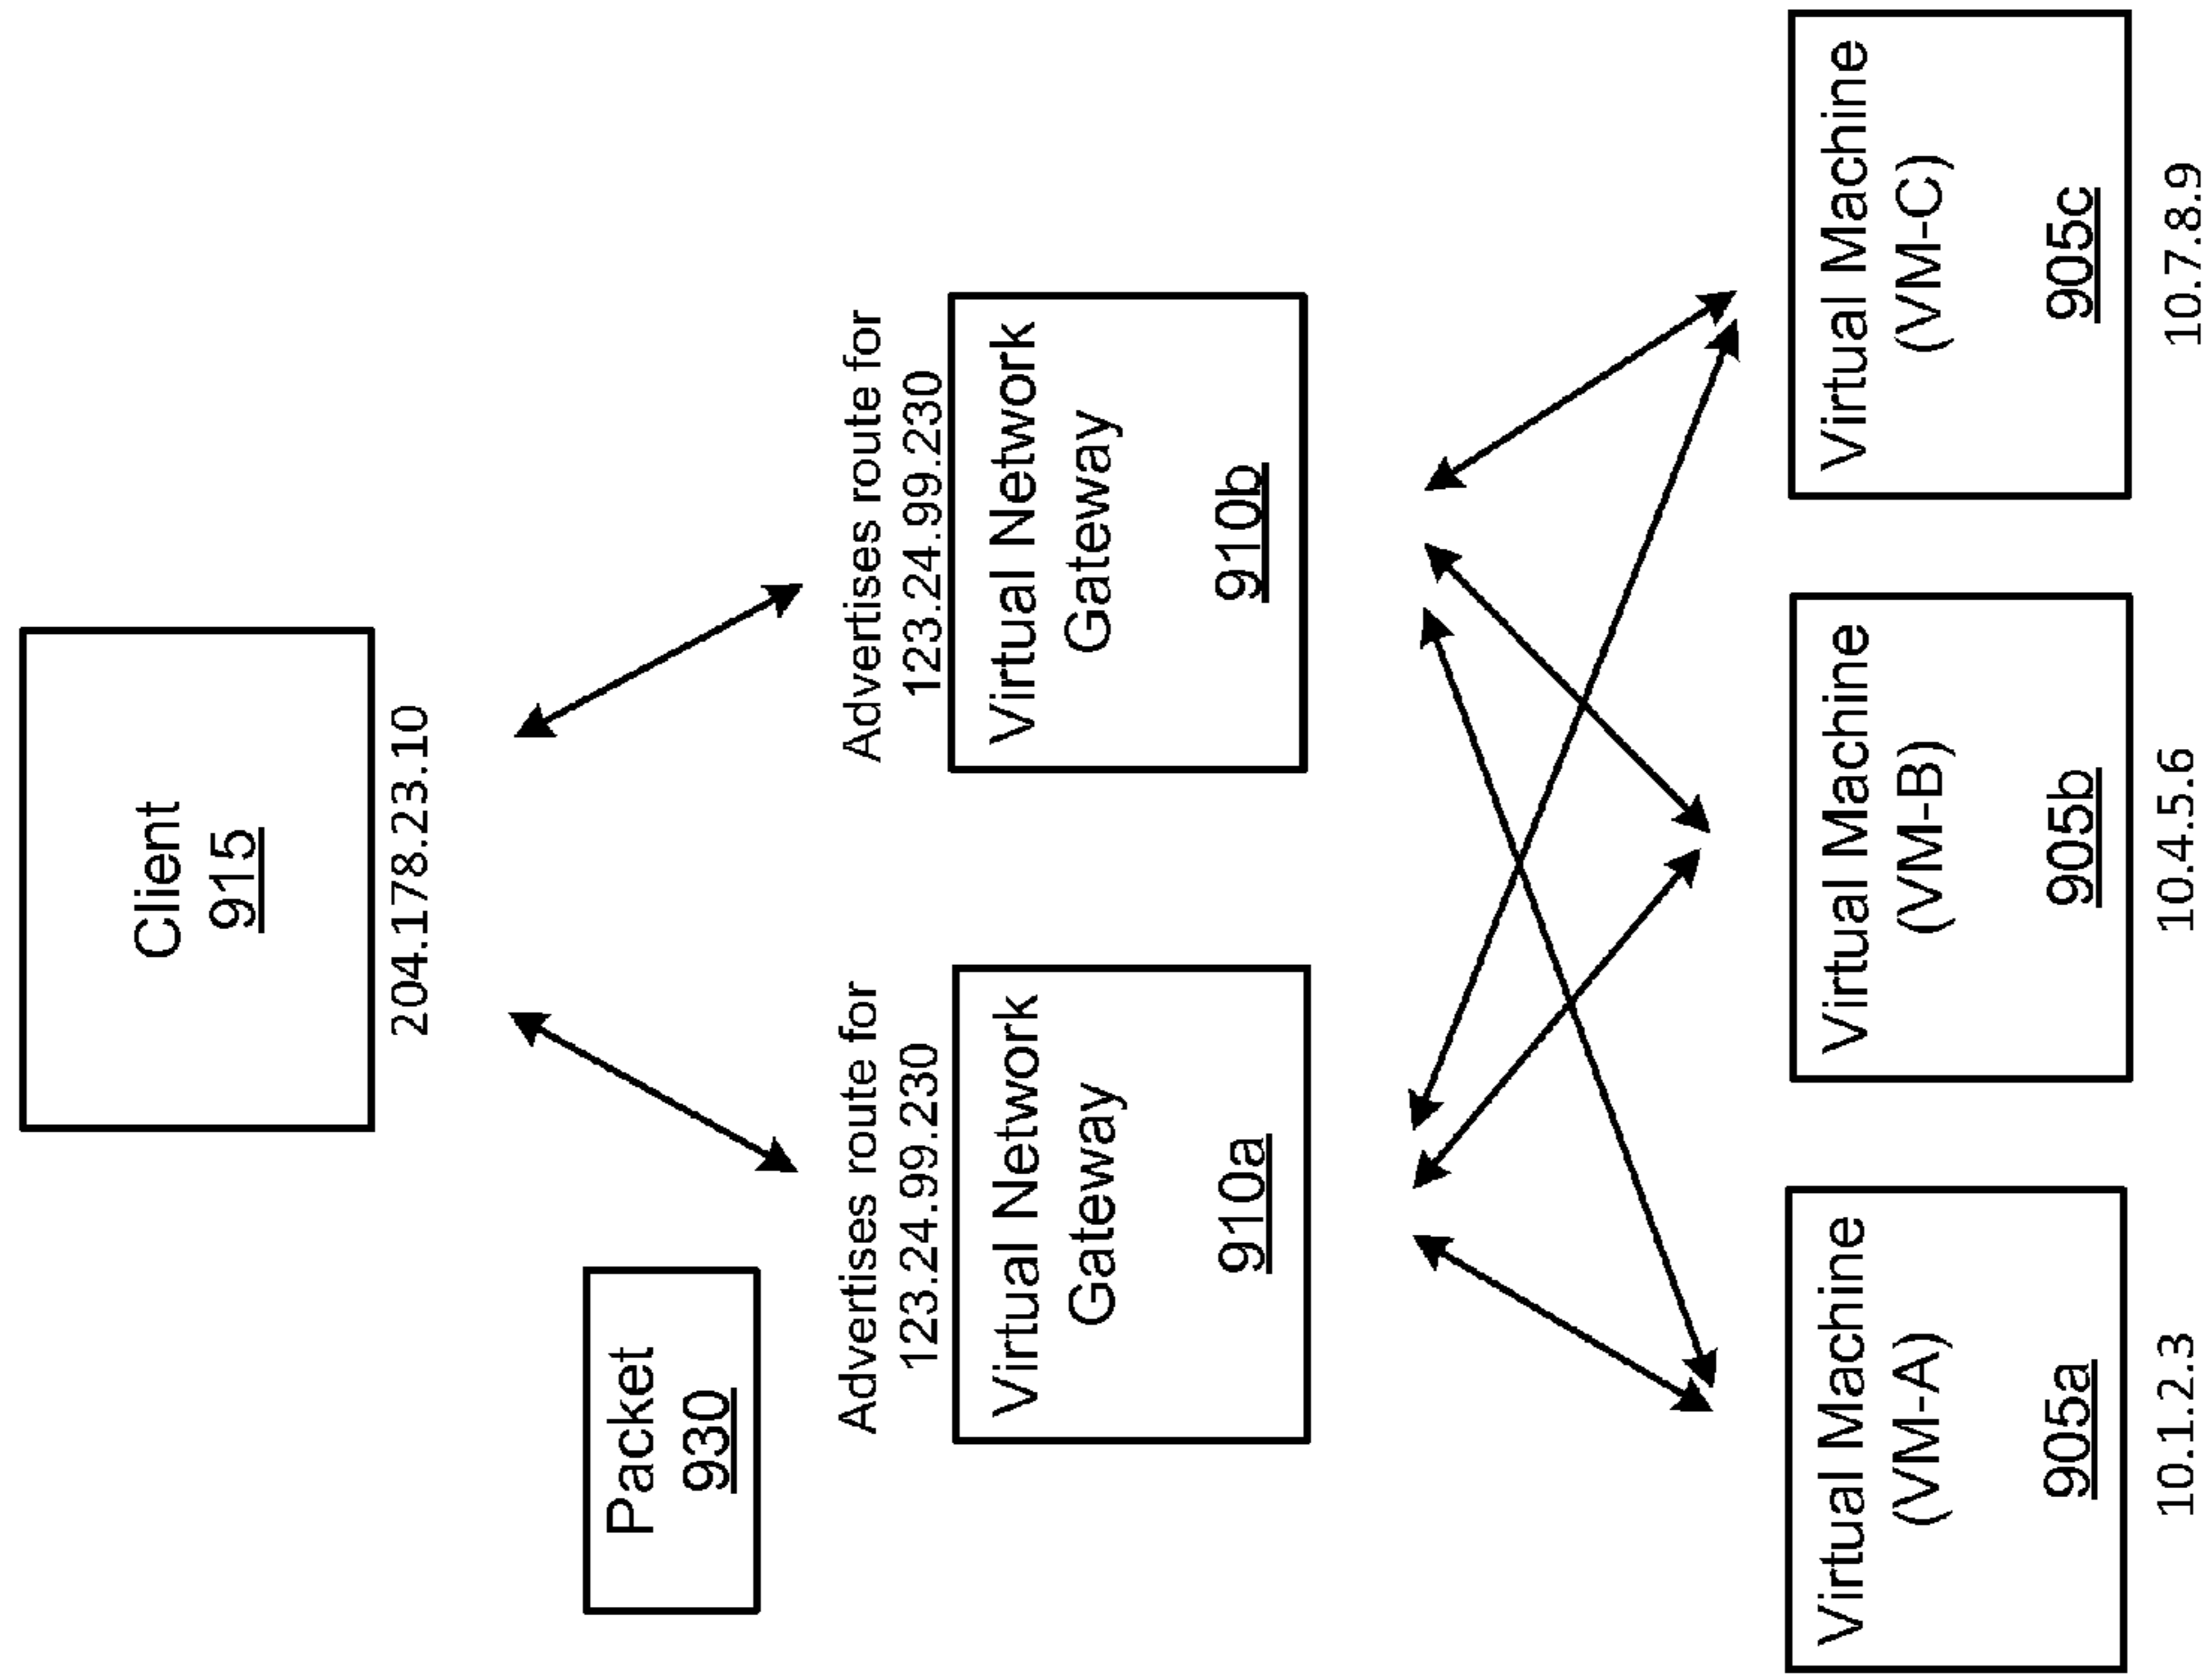 Client
915
204.178.23.10
Packet
930
Advertises route for
123.24.99.230
Virtual Network
Gateway
910a
Advertises route for
123.24.99.230
Virtual Network
Gateway
910b
Virtual Machine
(VM-A)
905a
10.1.2.3
Virtual Machine
(VM-B)
905b
10.4.5.6
Virtual Machine
(VM-C)
905c
10.7.8.9